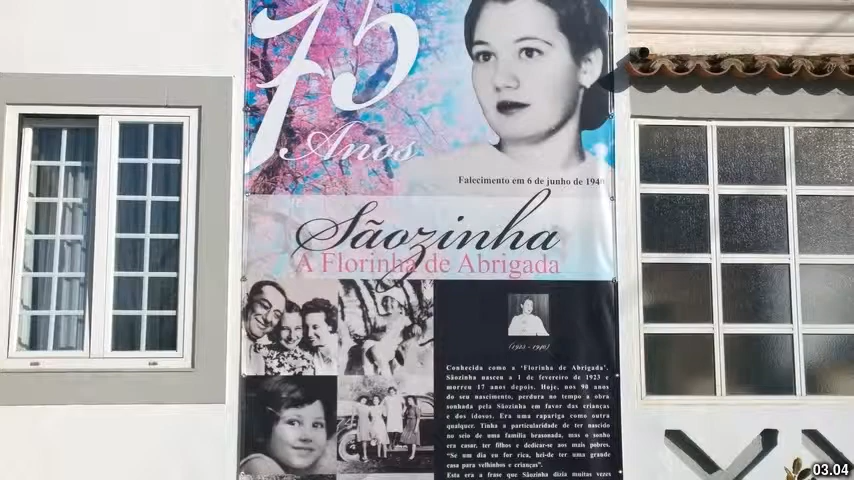 75
Anos
Falecimento em 6 de junho de 1940
Sãozinha
A Florinha de Abrigada
(1923 - 1940)
Conhecida como a ‘Florinha de Abrigada’.
Sãozinha nasceu a 1 de fevereiro de 1923 e
murreu 17 anos depois. Hoje, nos 90 anos
do seu nascimento, perdura no tempo a obra
sonhada pela Sãozinha em favor das crianças
e dos idosos. Era uma rapariga como outra
qualquer. Tinha a particularidade de ter nascido
no seio de uma família brasonada, mas o sonho
era casar, ter filhos e dedicar-se aos mais pobres.
“Se um dia eu for rica, hei-de ter uma grande
casa para velhinhos e crianças”.
Esta era a frase que Sãozinha dizia muitas vezes
03.04